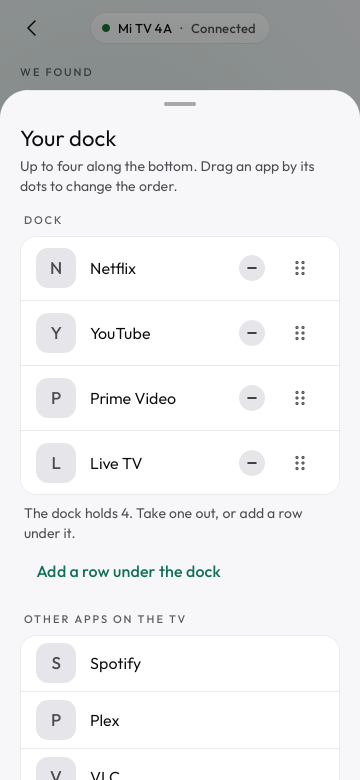 Mi TV 4A · Connected
WE FOUND
Your dock
Up to four along the bottom. Drag an app by its
dots to change the order.
DOCK
N Netflix
Y YouTube
P Prime Video
L Live TV
The dock holds 4. Take one out, or add a row
under it.
Add a row under the dock
OTHER APPS ON THE TV
S Spotify
P Plex
V VLC